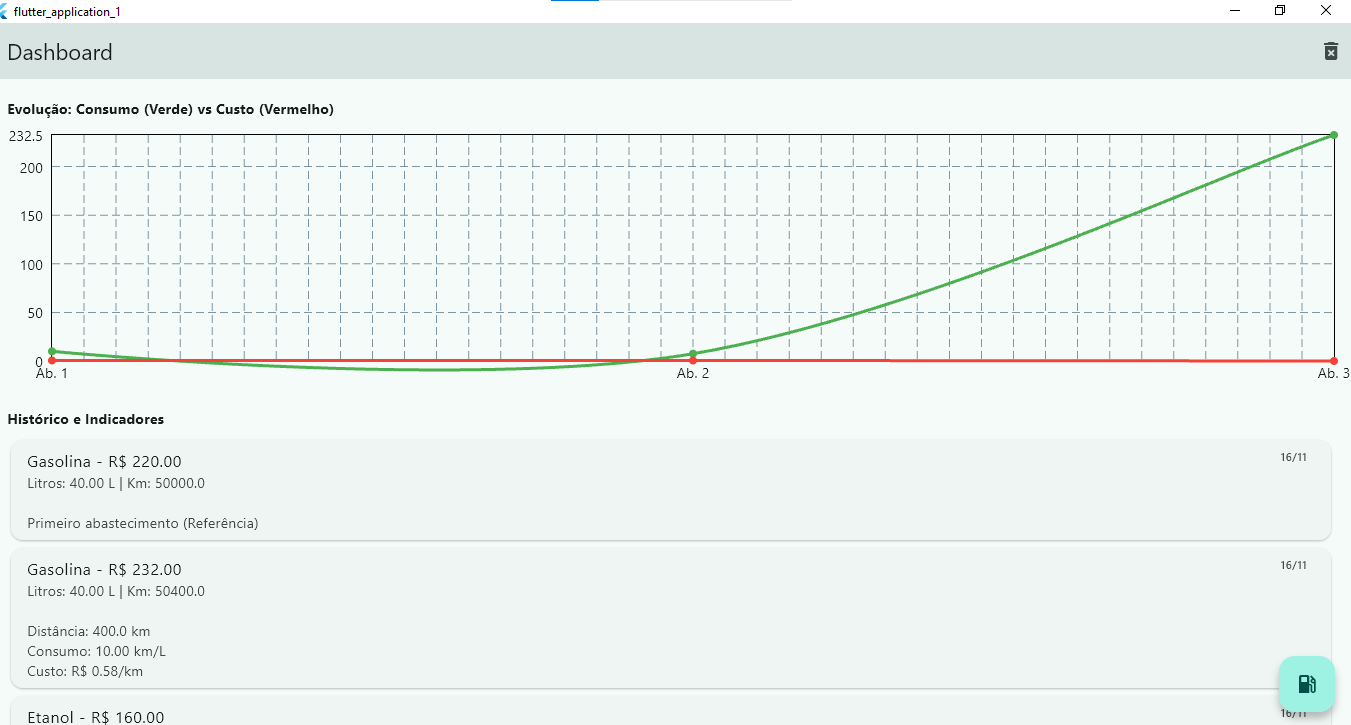 flutter_application_1
Dashboard
Evolução: Consumo (Verde) vs Custo (Vermelho)
232.5
200
150
100
50
0
Ab. 1
Ab. 2
Ab. 3
Histórico e Indicadores
Gasolina - R$ 220.00
16/11
Litros: 40.00 L | Km: 50000.0
Primeiro abastecimento (Referência)
Gasolina - R$ 232.00
16/11
Litros: 40.00 L | Km: 50400.0
Distância: 400.0 km
Consumo: 10.00 km/L
Custo: R$ 0.58/km
Etanol - R$ 160.00
16/11